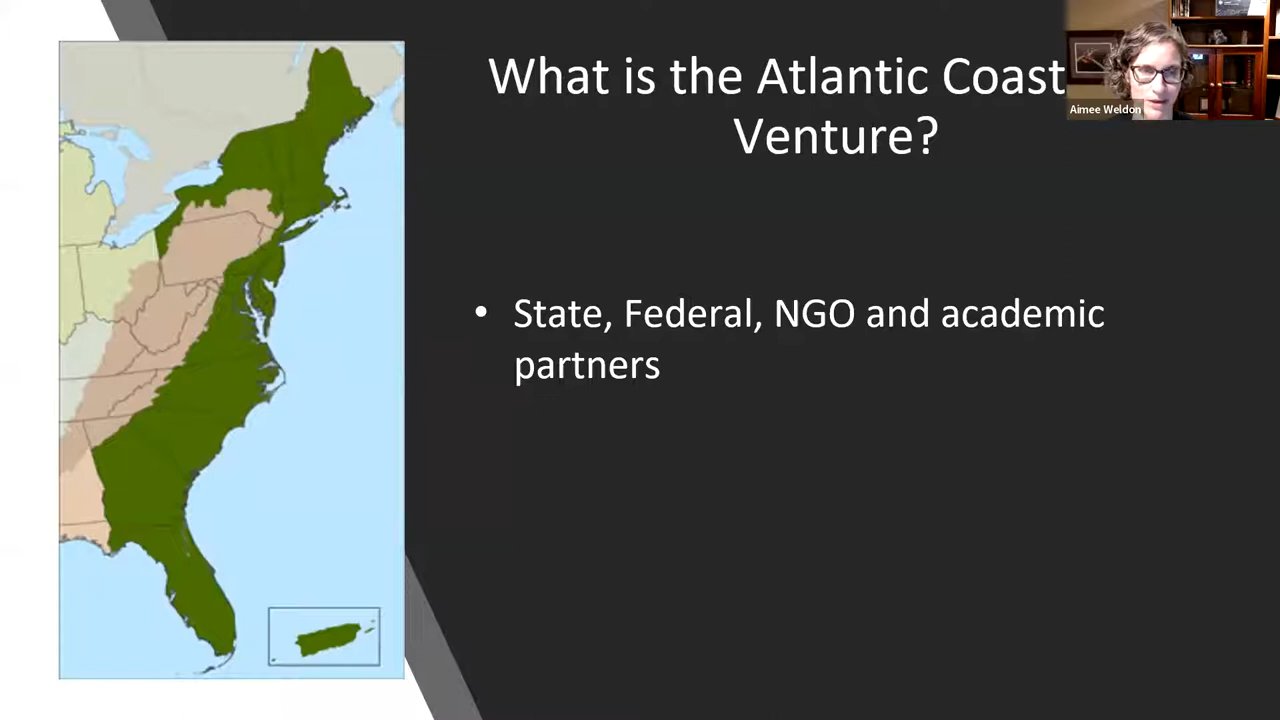 What is the Atlantic Coast
Venture?
Aimee Weldon
• State, Federal, NGO and academic
partners